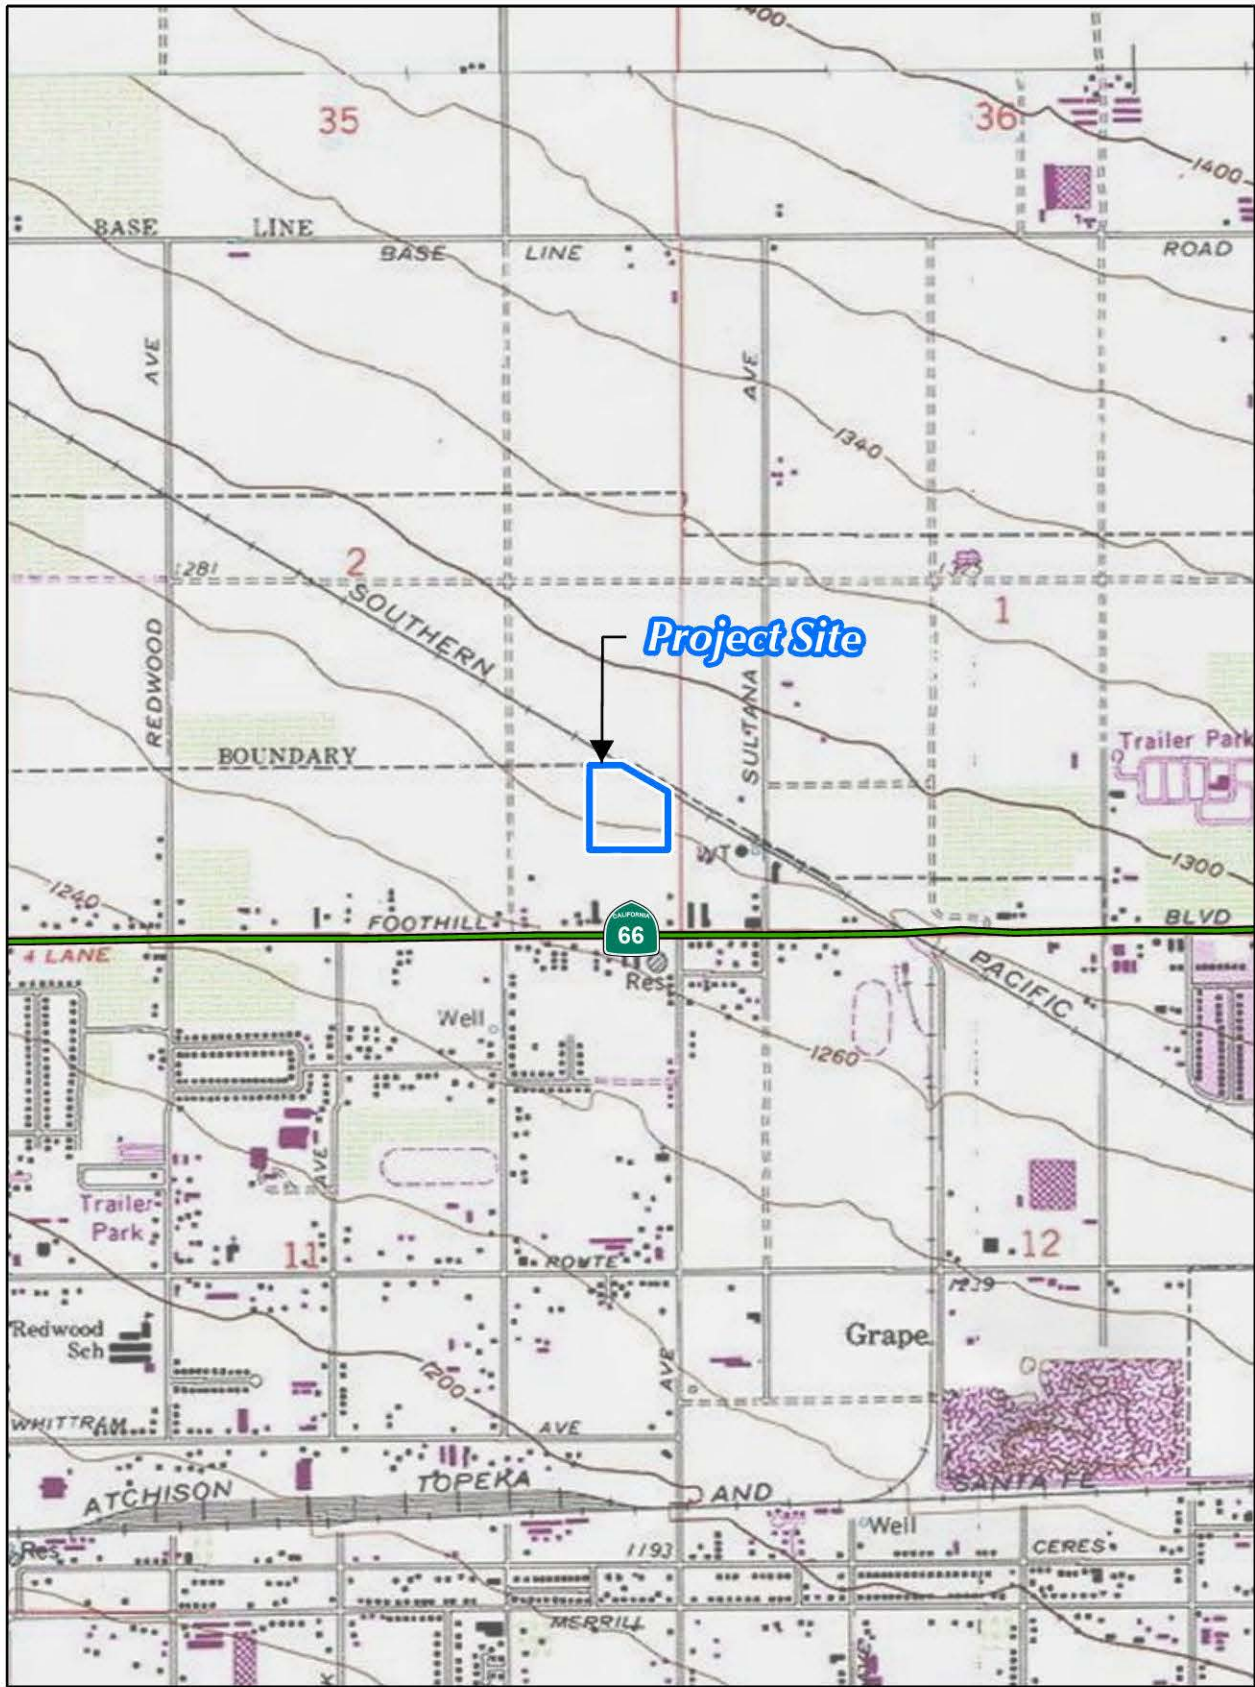 1400
35
36
1400
BASE LINE
BASE LINE
ROAD
AVE
AVE
1340
1281
2
1
SOUTHERN
Project Site
REDWOOD
SULTANA
BOUNDARY
Trailer Park
WT
1300
1240
FOOTHILL
BLVD
CALIFORNIA
66
4 LANE
PACIFIC
Res
Well
1260
AVE
Trailer
Park
11
12
ROUTE
1239
Redwood
Sch
Grape
AVE
1200
WHITTRAM
AVE
ATCHISON
TOPEKA
AND
SANTA FE
Well
Res
1193
CERES
MERRILL
AVE
K